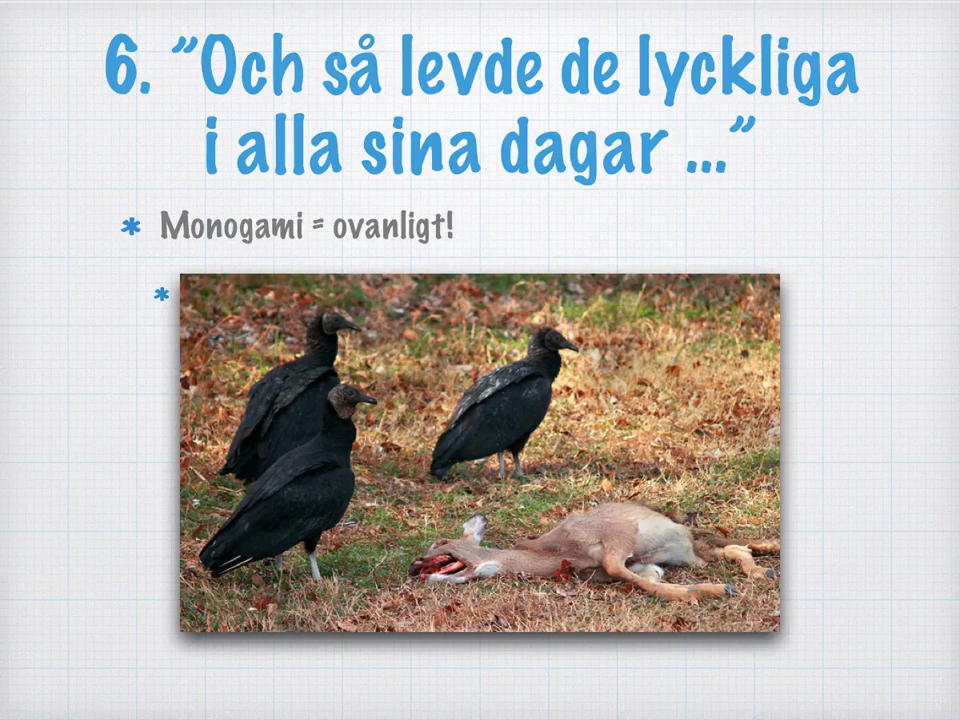 6. ”Och så levde de lyckliga
i alla sina dagar ...”
* Monogami = ovanligt!
*